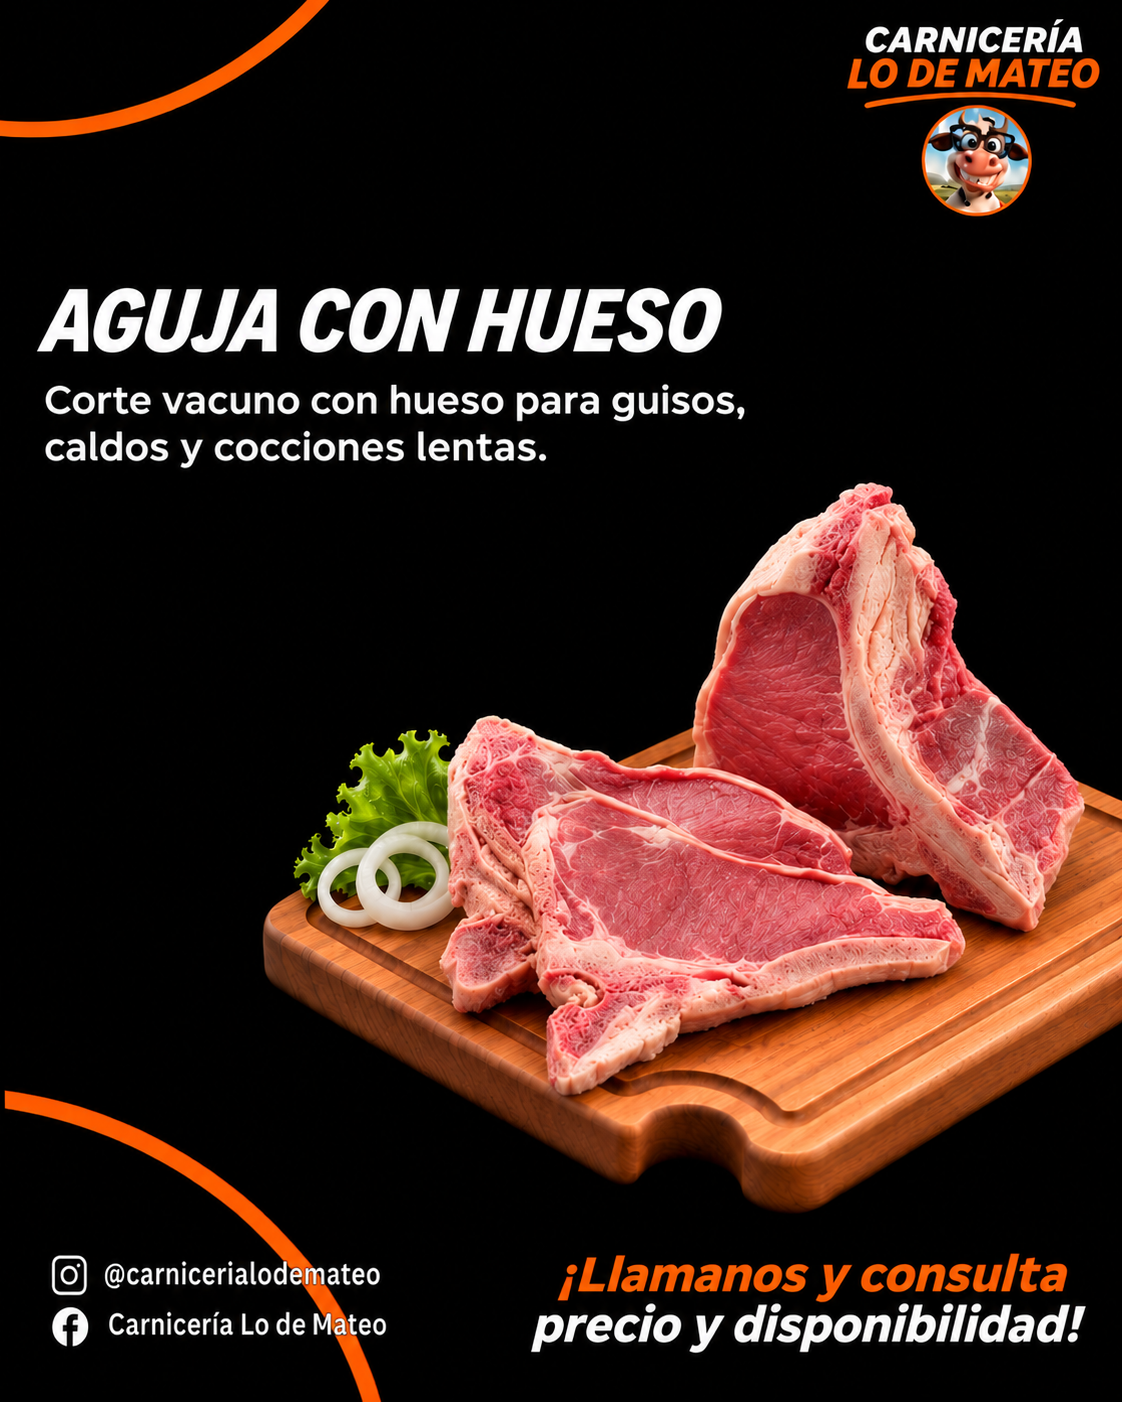 CARNICERÍA
LO DE MATEO
AGUJA CON HUESO
Corte vacuno con hueso para guisos,
caldos y cocciones lentas.
@carnicerialodemateo
Carnicería Lo de Mateo
¡Llamanos y consulta
precio y disponibilidad!